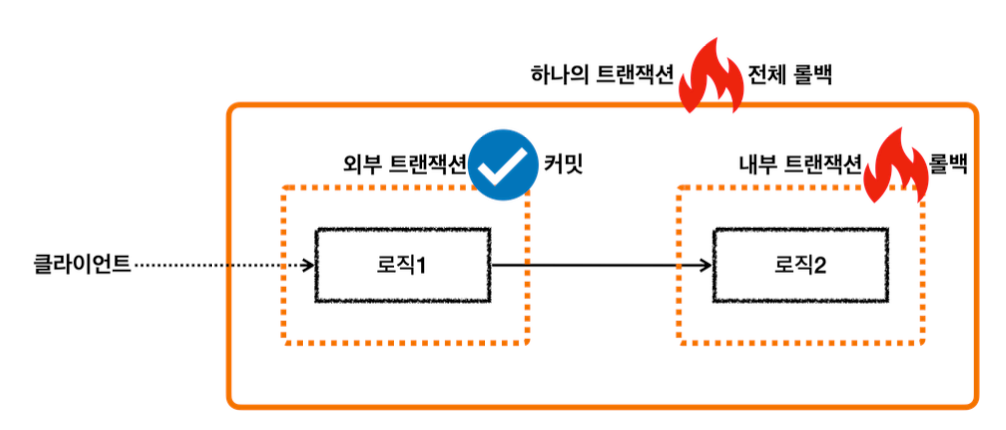 하나의 트랜잭션 전체 롤백
외부 트랜잭션 커밋
내부 트랜잭션 롤백
클라이언트
로직1
로직2